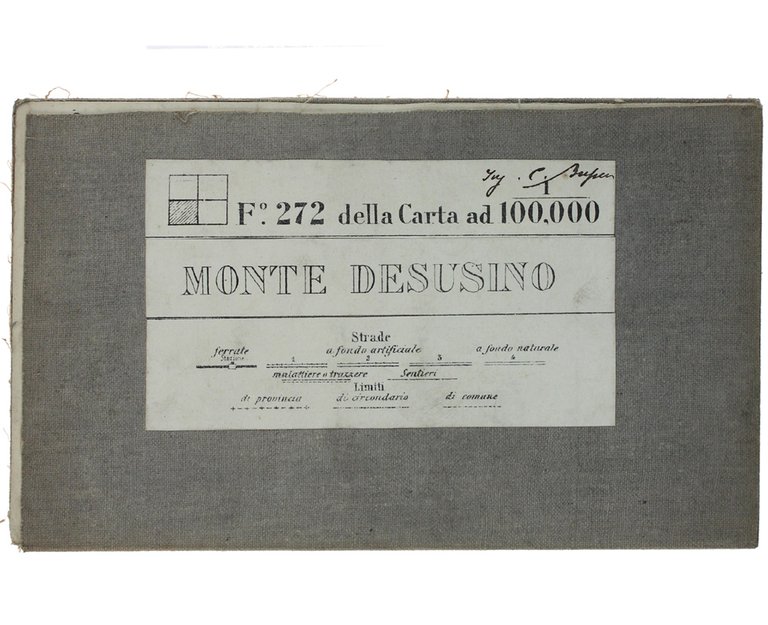 Ing. C.
F.º 272 della Carta ad 1/100,000
MONTE DESUSINO
Strade
ferrate a fondo artificiale a fondo naturale
Stazione 1 2 3 4
mulattiere o trazzere Sentieri
Limiti
di provincia di circondario di comune